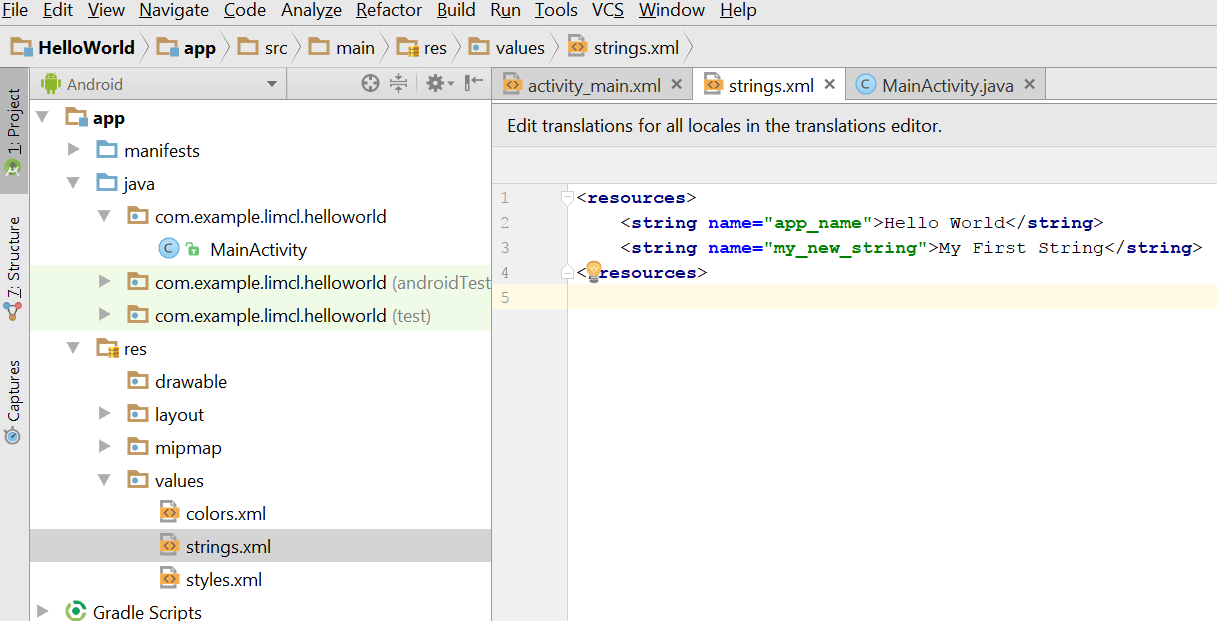 File Edit View Navigate Code Analyze Refactor Build Run Tools VCS Window Help
HelloWorld app src main res values strings.xml
1: Project
Z: Structure
Captures
Android
app
manifests
java
com.example.limcl.helloworld
C MainActivity
com.example.limcl.helloworld (androidTest
com.example.limcl.helloworld (test)
res
drawable
layout
mipmap
values
colors.xml
strings.xml
styles.xml
Gradle Scripts
activity_main.xml strings.xml C MainActivity.java
Edit translations for all locales in the translations editor.
1 <resources>
2 <string name="app_name">Hello World</string>
3 <string name="my_new_string">My First String</string>
4 </resources>
5